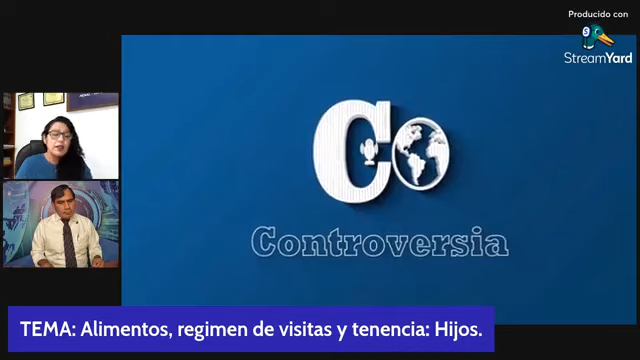 Producido con
StreamYard
CO
Controversia
TEMA: Alimentos, regimen de visitas y tenencia: Hijos.